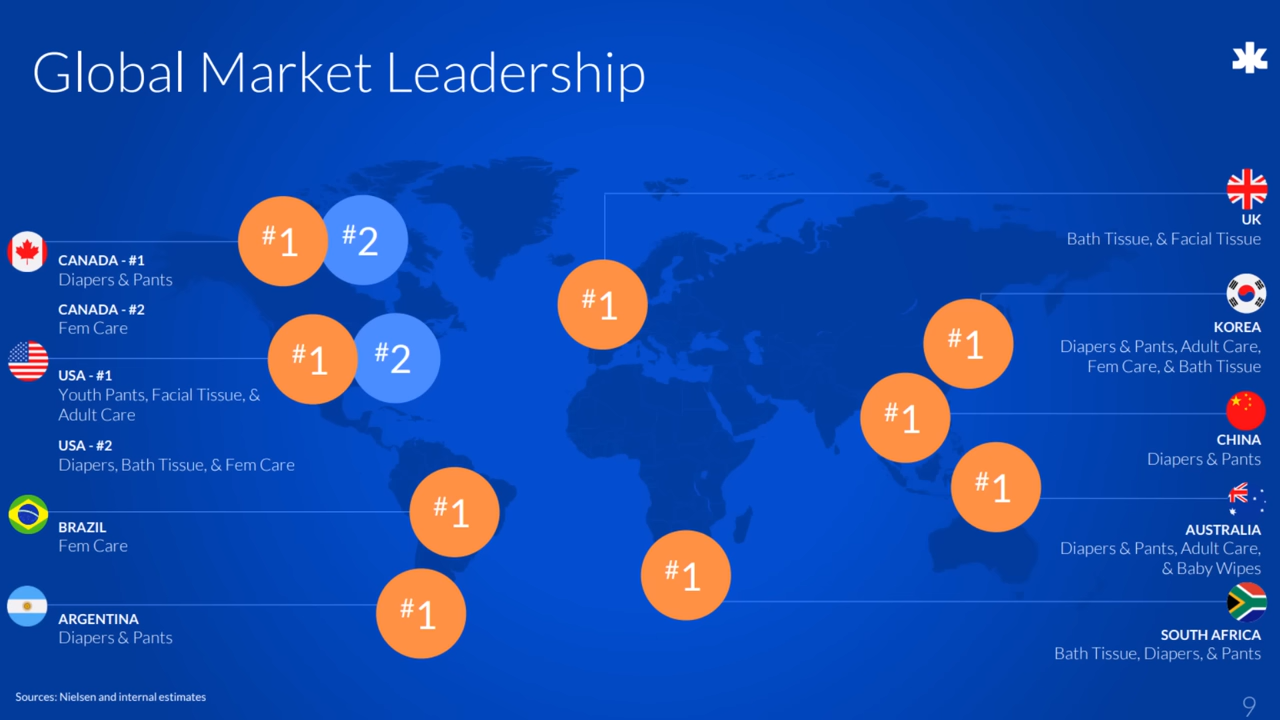 Global Market Leadership
#1
#2
CANADA - #1
Diapers & Pants
CANADA - #2
Fem Care
#1
#2
USA - #1
Youth Pants, Facial Tissue, &
Adult Care
USA - #2
Diapers, Bath Tissue, & Fem Care
#1
BRAZIL
Fem Care
#1
ARGENTINA
Diapers & Pants
#1
UK
Bath Tissue, & Facial Tissue
#1
KOREA
Diapers & Pants, Adult Care,
Fem Care, & Bath Tissue
#1
CHINA
Diapers & Pants
#1
AUSTRALIA
Diapers & Pants, Adult Care,
& Baby Wipes
#1
SOUTH AFRICA
Bath Tissue, Diapers, & Pants
Sources: Nielsen and internal estimates
9